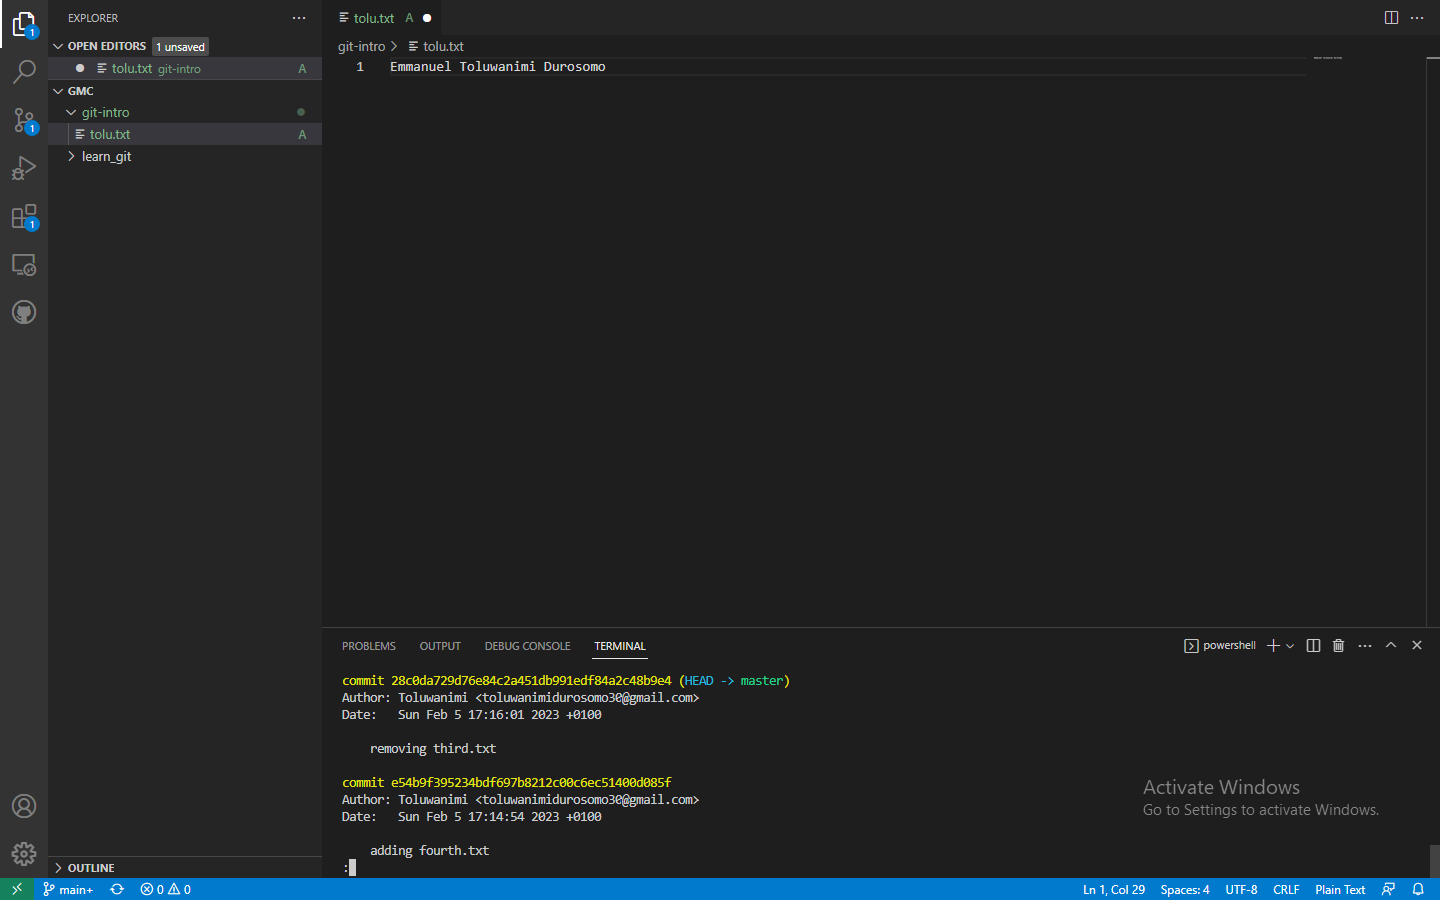 EXPLORER
OPEN EDITORS 1 unsaved
tolu.txt git-intro A
GMC
git-intro
tolu.txt A
learn_git
OUTLINE
tolu.txt A
git-intro > tolu.txt
1 Emmanuel Toluwanimi Durosomo
PROBLEMS OUTPUT DEBUG CONSOLE TERMINAL powershell
commit 28c0da729d76e84c2a451db991edf84a2c48b9e4 (HEAD -> master)
Author: Toluwanimi <toluwanimidurosomo30@gmail.com>
Date: Sun Feb 5 17:16:01 2023 +0100
removing third.txt
commit e54b9f395234bdf697b8212c00c6ec51400d085f
Author: Toluwanimi <toluwanimidurosomo30@gmail.com>
Date: Sun Feb 5 17:14:54 2023 +0100
adding fourth.txt
:
Activate Windows
Go to Settings to activate Windows.
1
1
1
main+ 0 0 Ln 1, Col 29 Spaces: 4 UTF-8 CRLF Plain Text